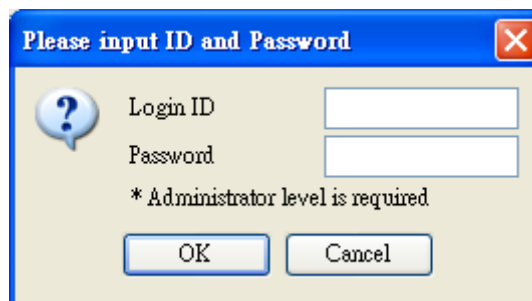 Please input ID and Password
Login ID
Password
* Administrator level is required
OK
Cancel